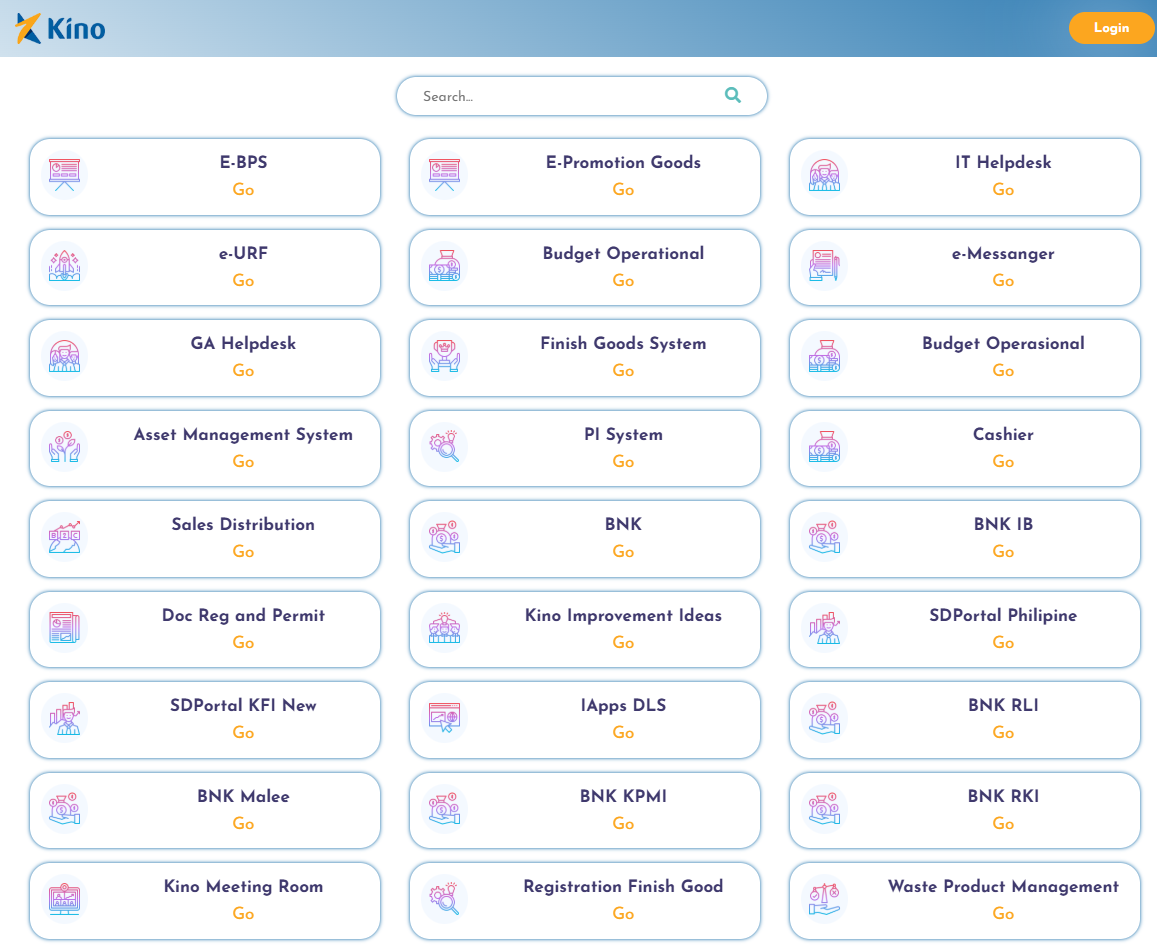 Kino
Login
Search...
E-BPS
Go
E-Promotion Goods
Go
IT Helpdesk
Go
e-URF
Go
Budget Operational
Go
e-Messanger
Go
GA Helpdesk
Go
Finish Goods System
Go
Budget Operasional
Go
Asset Management System
Go
PI System
Go
Cashier
Go
Sales Distribution
Go
BNK
Go
BNK IB
Go
Doc Reg and Permit
Go
Kino Improvement Ideas
Go
SDPortal Philipine
Go
SDPortal KFI New
Go
IApps DLS
Go
BNK RLI
Go
BNK Malee
Go
BNK KPMI
Go
BNK RKI
Go
Kino Meeting Room
Go
Registration Finish Good
Go
Waste Product Management
Go